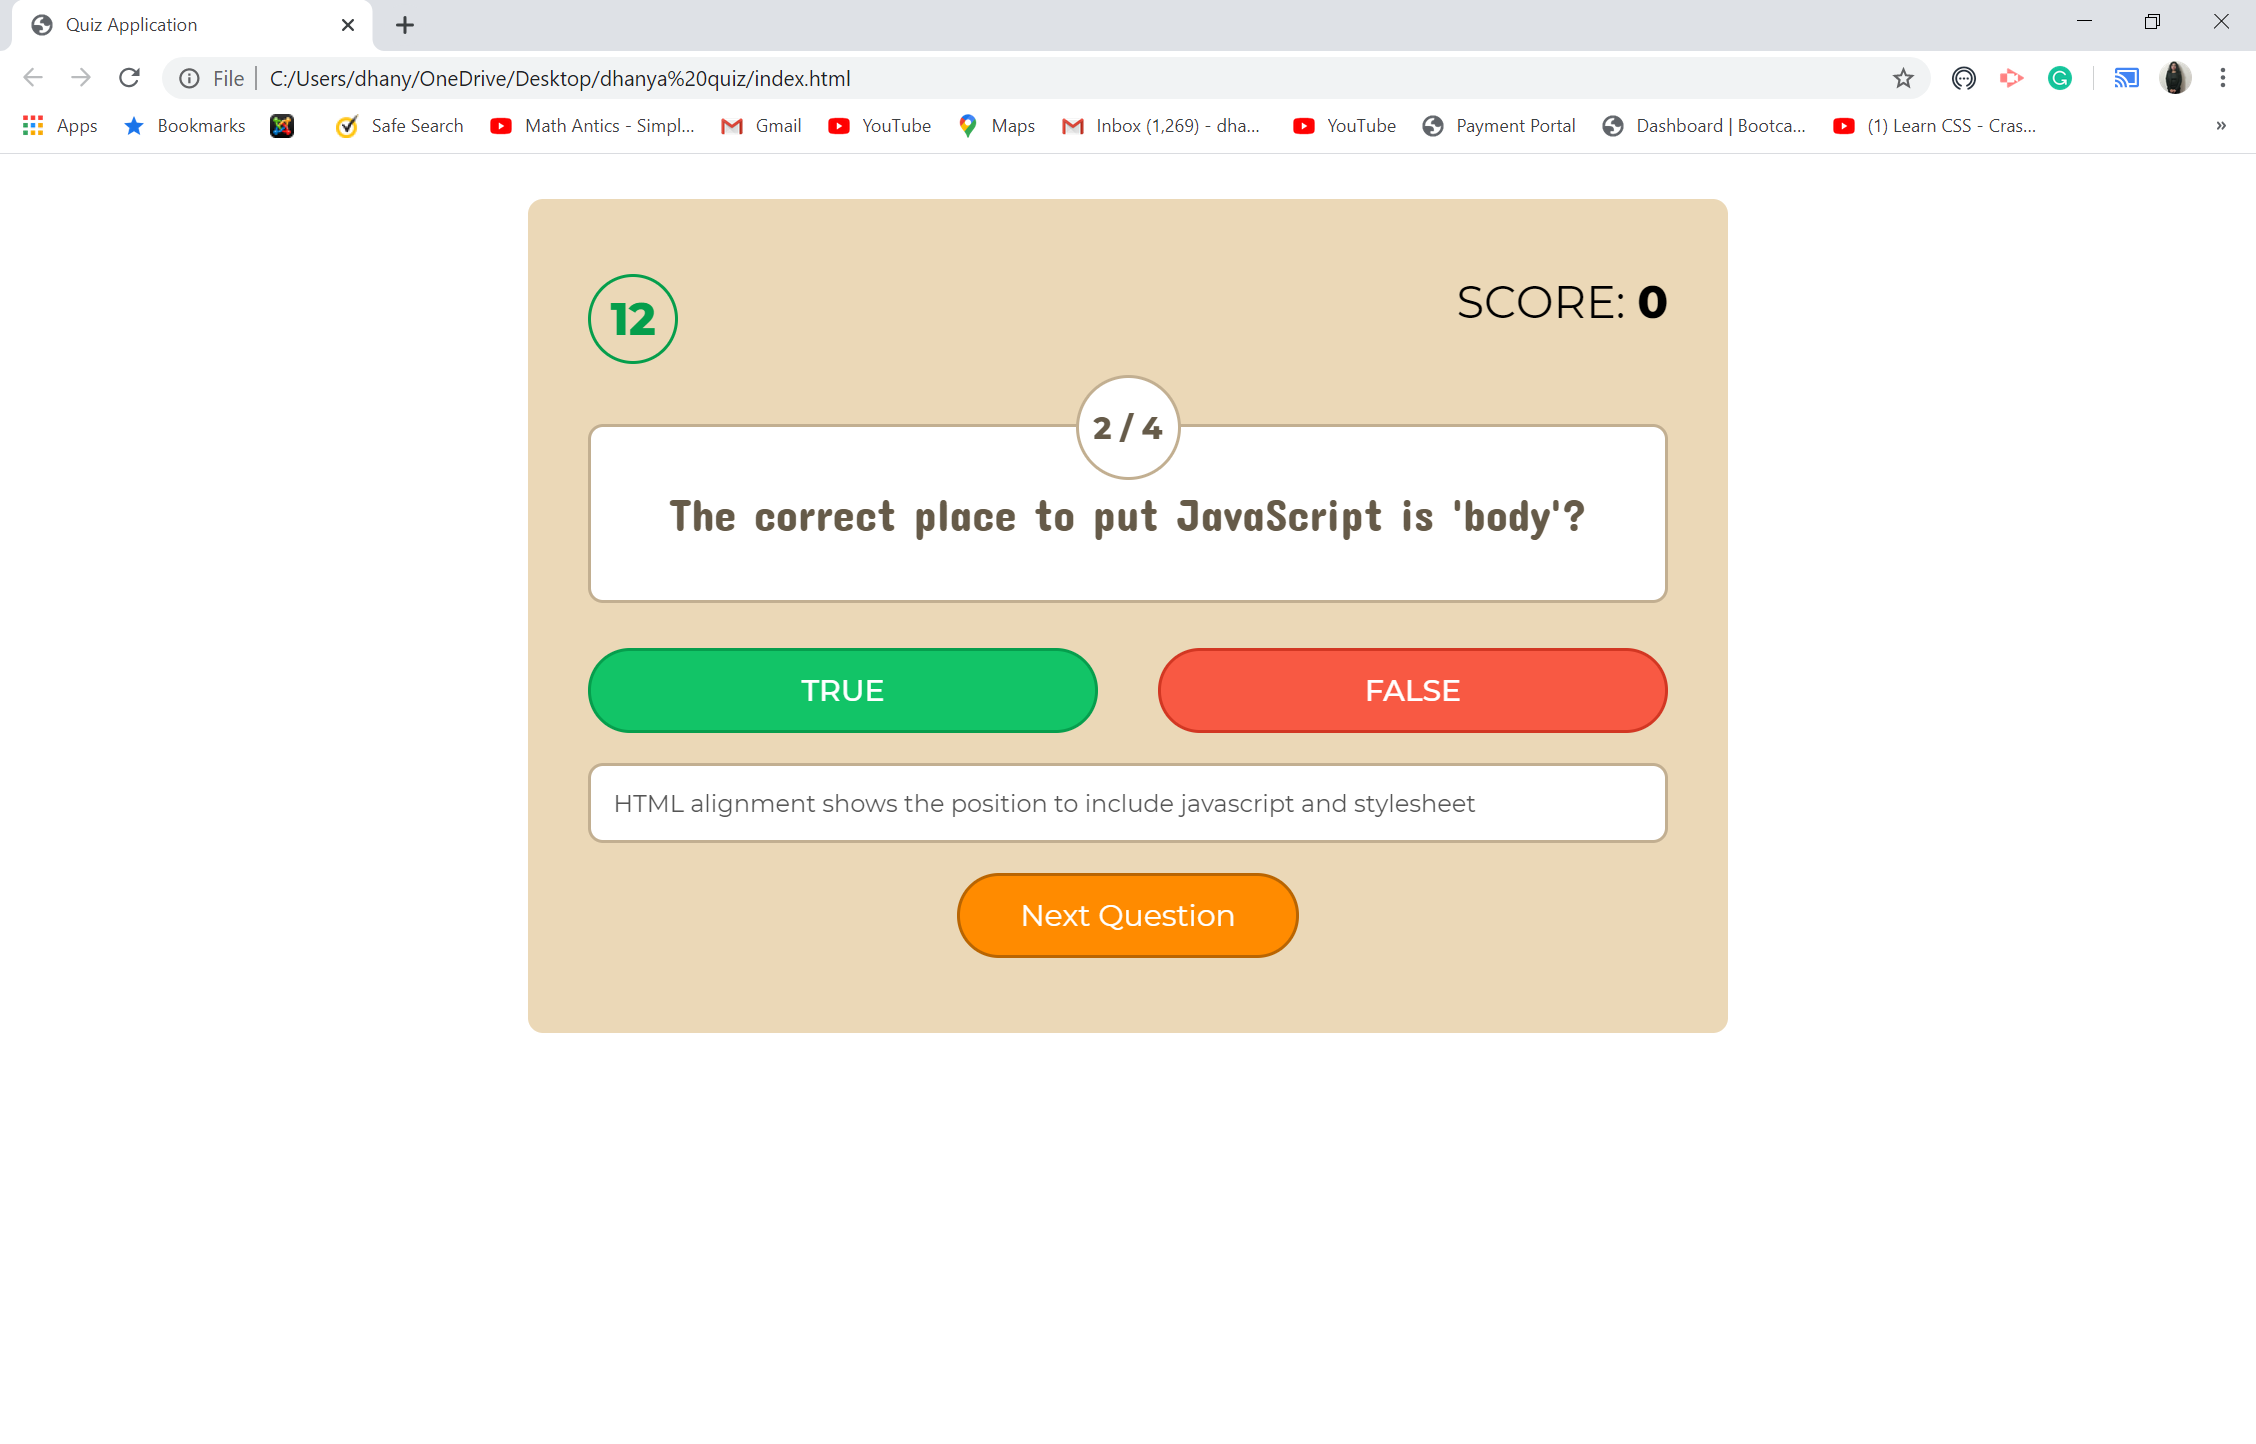 Quiz Application
File C:/Users/dhany/OneDrive/Desktop/dhanya%20quiz/index.html
Apps Bookmarks Safe Search Math Antics - Simpl... Gmail YouTube Maps Inbox (1,269) - dha... YouTube Payment Portal Dashboard | Bootca... (1) Learn CSS - Cras... »
12 SCORE: 0
2 / 4
The correct place to put JavaScript is 'body'?
TRUE FALSE
HTML alignment shows the position to include javascript and stylesheet
Next Question